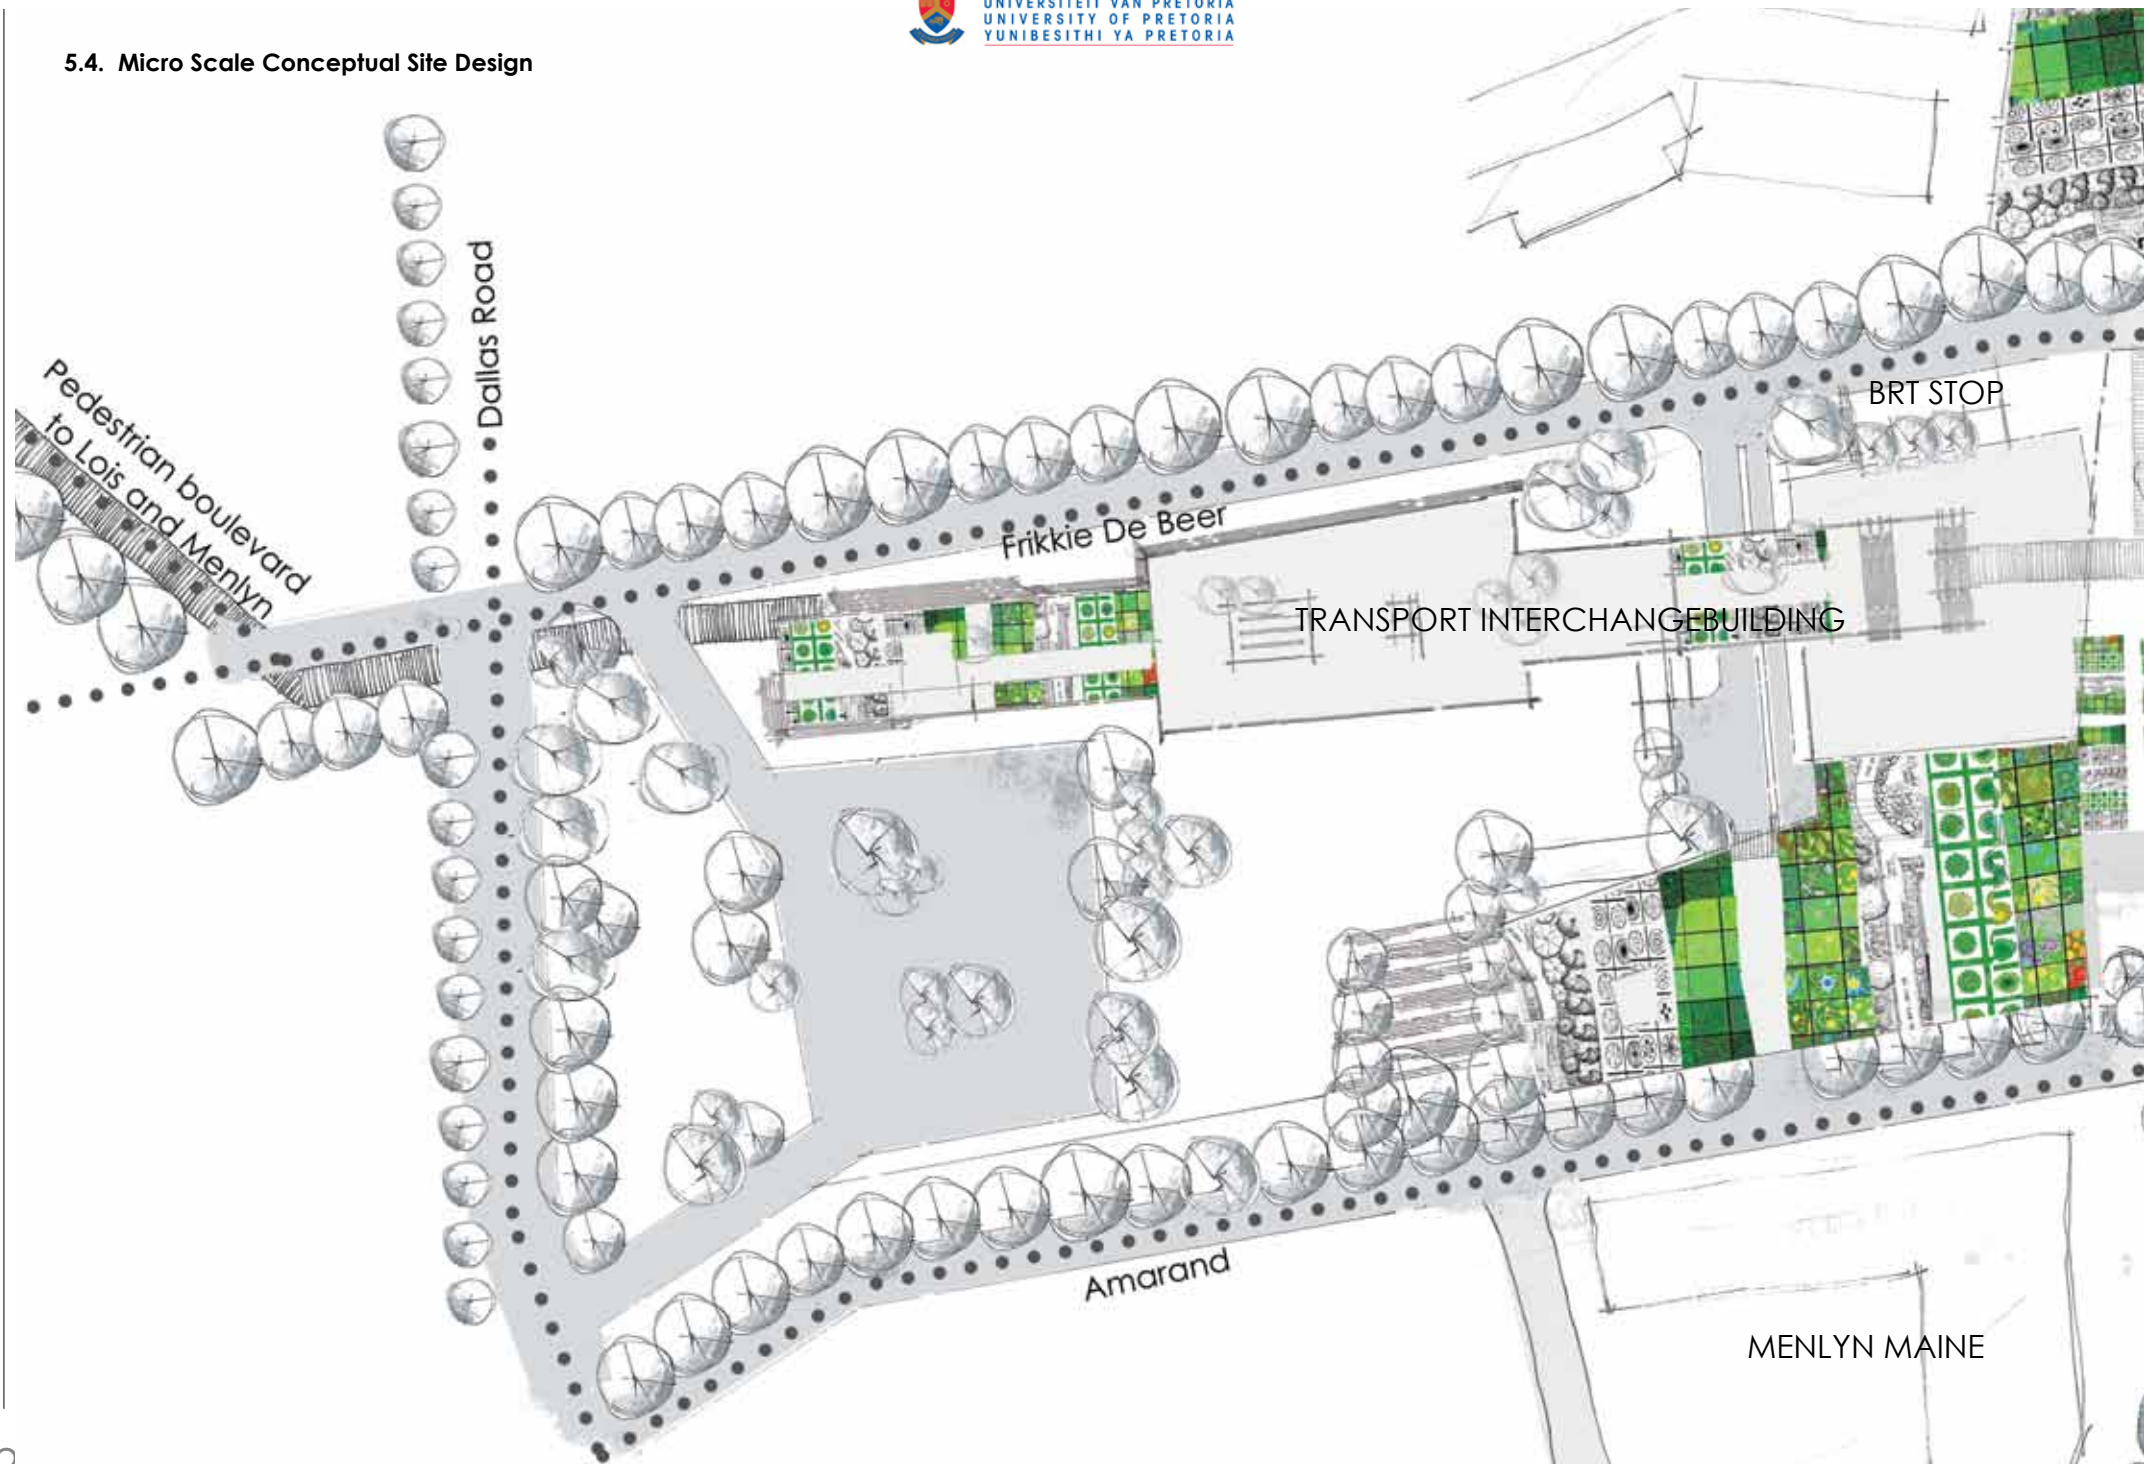 UNIVERSITEIT VAN PRETORIA
UNIVERSITY OF PRETORIA
YUNIBESITHI YA PRETORIA
5.4. Micro Scale Conceptual Site Design
Dallas Road
Pedestrian boulevard
to Lois and Menlyn
BRT STOP
Frikkie De Beer
TRANSPORT INTERCHANGEBUILDING
Amarand
MENLYN MAINE